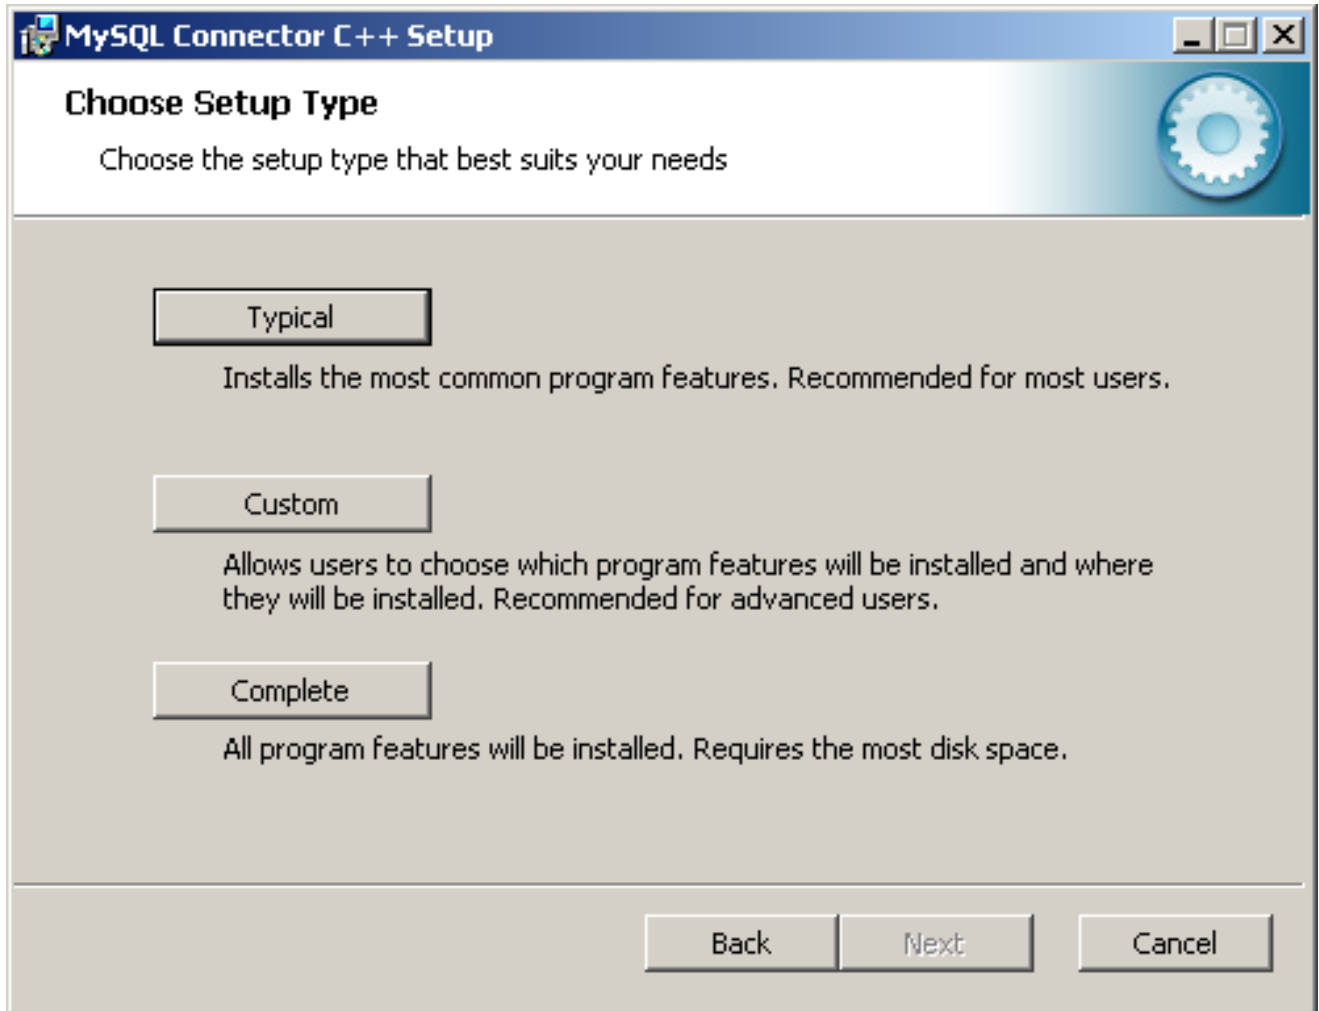 MySQL Connector C++ Setup
Choose Setup Type
Choose the setup type that best suits your needs
Typical
Installs the most common program features. Recommended for most users.
Custom
Allows users to choose which program features will be installed and where
they will be installed. Recommended for advanced users.
Complete
All program features will be installed. Requires the most disk space.
Back
Next
Cancel